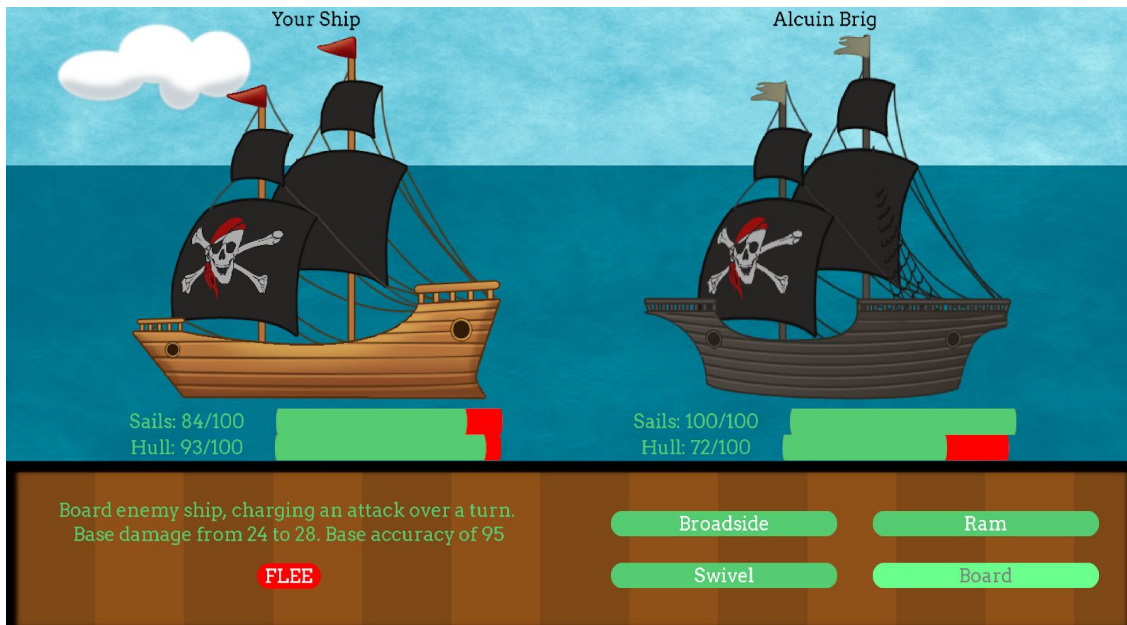 Your Ship
Alcuin Brig
Sails: 84/100
Hull: 93/100
Sails: 100/100
Hull: 72/100
Board enemy ship, charging an attack over a turn.
Base damage from 24 to 28. Base accuracy of 95
FLEE
Broadside
Ram
Swivel
Board